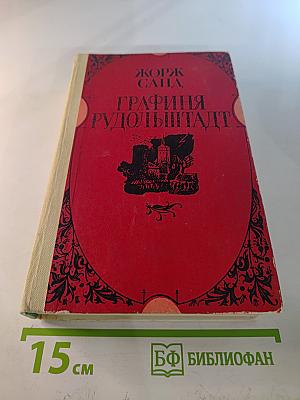 ЖОРЖ
САНД
ГРАФИНЯ
РУДОЛЬШТАДТ
15 см
БФ БИБЛИОФАН